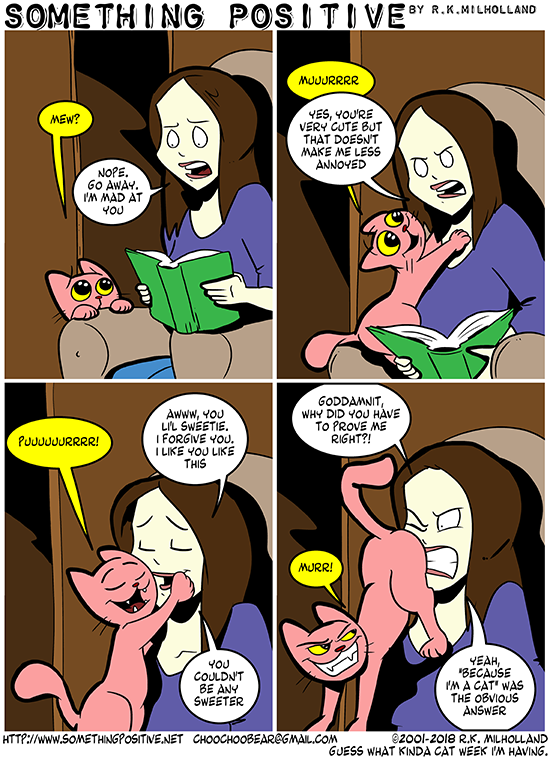 SOMETHING POSITIVE BY R.K.MILHOLLAND
MEW?
NOPE.
GO AWAY.
I'M MAD AT
YOU
MUUURRRR
YES, YOU'RE
VERY CUTE BUT
THAT DOESN'T
MAKE ME LESS
ANNOYED
PUUUUUURRRR!
AWWW, YOU
LI'L SWEETIE.
I FORGIVE YOU.
I LIKE YOU LIKE
THIS
YOU
COULDN'T
BE ANY
SWEETER
GODDAMNIT,
WHY DID YOU HAVE
TO PROVE ME
RIGHT?!
MURR!
YEAH,
"BECAUSE
I'M A CAT" WAS
THE OBVIOUS
ANSWER
HTTP://WWW.SOMETHINGPOSITIVE.NET CHOOCHOOBEAR@GMAIL.COM ©2001-2018 R.K. MILHOLLAND
GUESS WHAT KINDA CAT WEEK I'M HAVING.